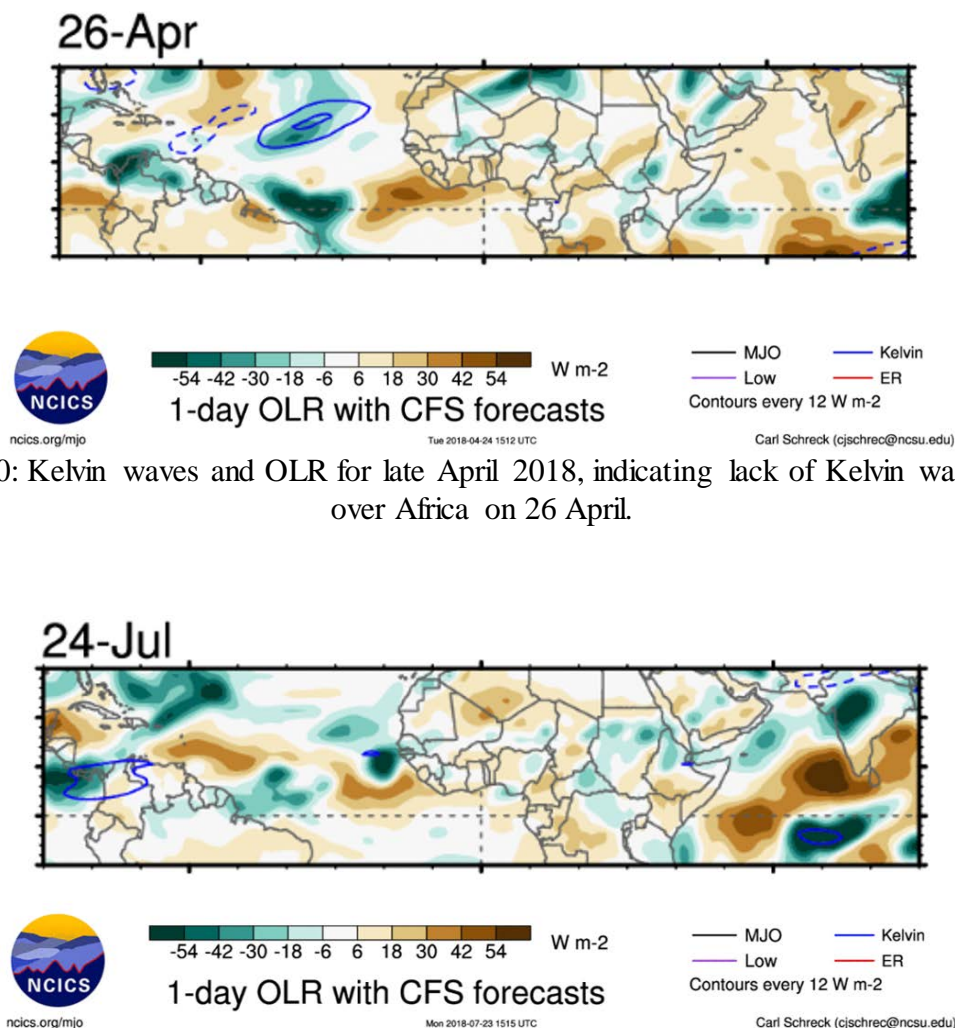 26-Apr
-54 -42 -30 -18 -6 6 18 30 42 54
W m-2
MJO
Kelvin
Low
ER
NCICS
1-day OLR with CFS forecasts
Contours every 12 W m-2
ncics.org/mjo
Tue 2018-04-24 1512 UTC
Carl Schreck (cjschrec@ncsu.edu)
0: Kelvin waves and OLR for late April 2018, indicating lack of Kelvin wa
over Africa on 26 April.
24-Jul
-54 -42 -30 -18 -6 6 18 30 42 54
W m-2
MJO
Kelvin
Low
ER
NCICS
1-day OLR with CFS forecasts
Contours every 12 W m-2
ncics.org/mjo
Mon 2018-07-23 1515 UTC
Carl Schreck (cjschrec@ncsu.edu)